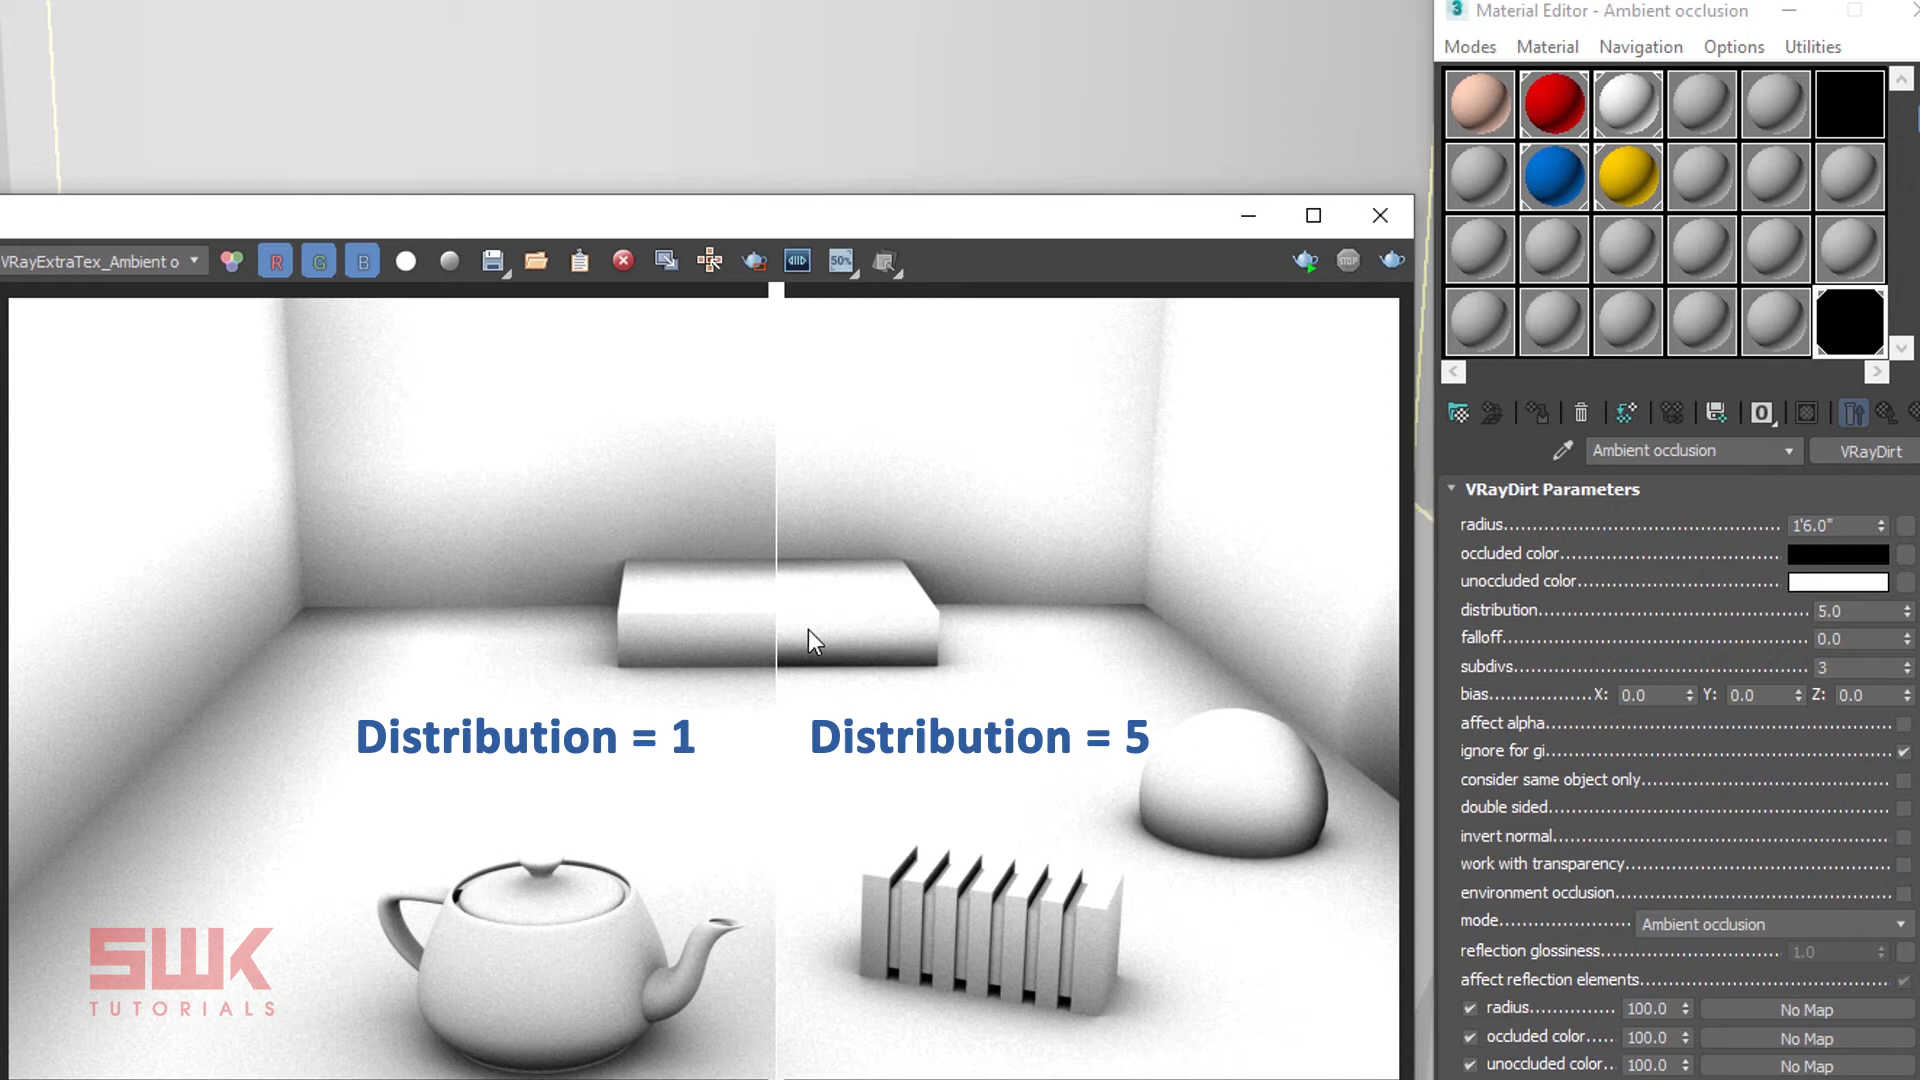 Material Editor - Ambient occlusion
Modes Material Navigation Options Utilities
VRayExtraTex_Ambient o
R G B
50%
STOP
0
Ambient occlusion
VRayDirt
VRayDirt Parameters
radius 1'6.0"
occluded color
unoccluded color
distribution 5.0
falloff 0.0
subdivs 3
bias X: 0.0 Y: 0.0 Z: 0.0
affect alpha
ignore for gi
consider same object only
double sided
invert normal
work with transparency
environment occlusion
mode Ambient occlusion
reflection glossiness 1.0
affect reflection elements
radius 100.0 No Map
occluded color 100.0 No Map
unoccluded color 100.0 No Map
Distribution = 1
Distribution = 5
SWK
TUTORIALS